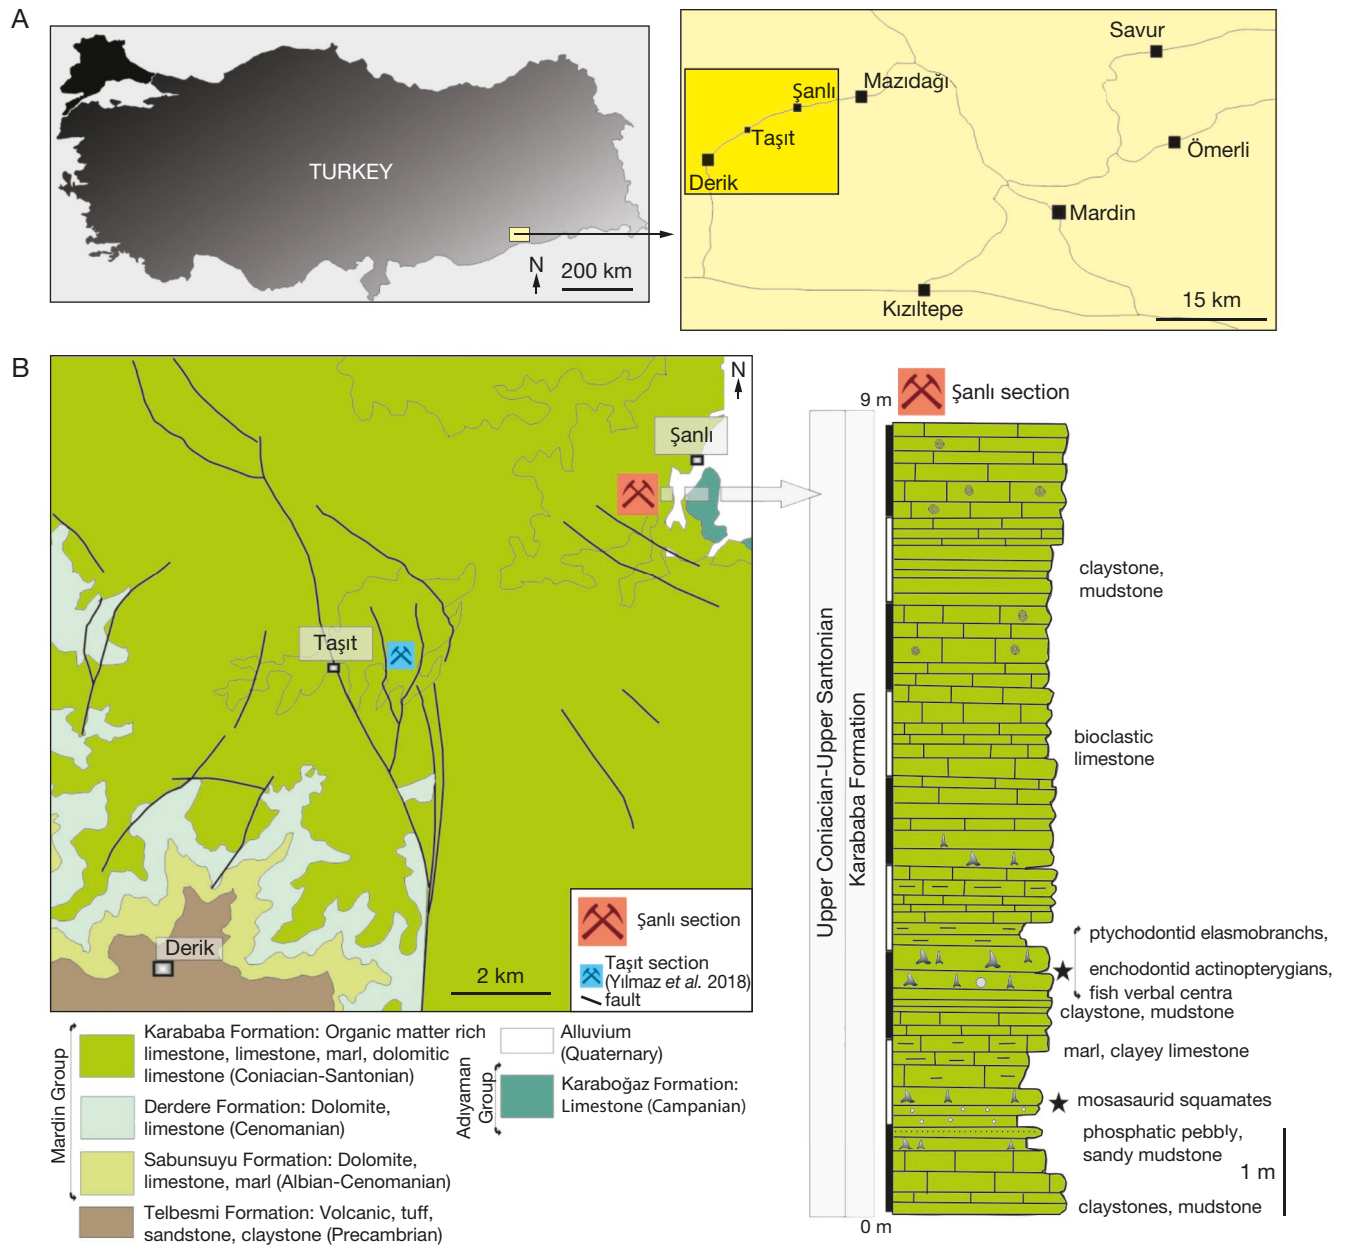 A
TURKEY
N
200 km
Savur
Mazıdağı
Şanlı
Taşıt
Ömerli
Derik
Mardin
Kızıltepe
15 km
B
N
Şanlı
Taşıt
Derik
2 km
Şanlı section
Taşıt section
(Yılmaz et al. 2018)
fault
Mardin Group
Karababa Formation: Organic matter rich
limestone, limestone, marl, dolomitic
limestone (Coniacian-Santonian)
Derdere Formation: Dolomite,
limestone (Cenomanian)
Sabunsuyu Formation: Dolomite,
limestone, marl (Albian-Cenomanian)
Telbesmi Formation: Volcanic, tuff,
sandstone, claystone (Precambrian)
Alluvium
(Quaternary)
Adıyaman
Group
Karaboğaz Formation:
Limestone (Campanian)
9 m
Şanlı section
Upper Coniacian-Upper Santonian
Karababa Formation
claystone,
mudstone
bioclastic
limestone
ptychodontid elasmobranchs,
enchodontid actinopterygians,
fish verbal centra
claystone, mudstone
marl, clayey limestone
mosasaurid squamates
phosphatic pebbly,
sandy mudstone
1 m
claystones, mudstone
0 m